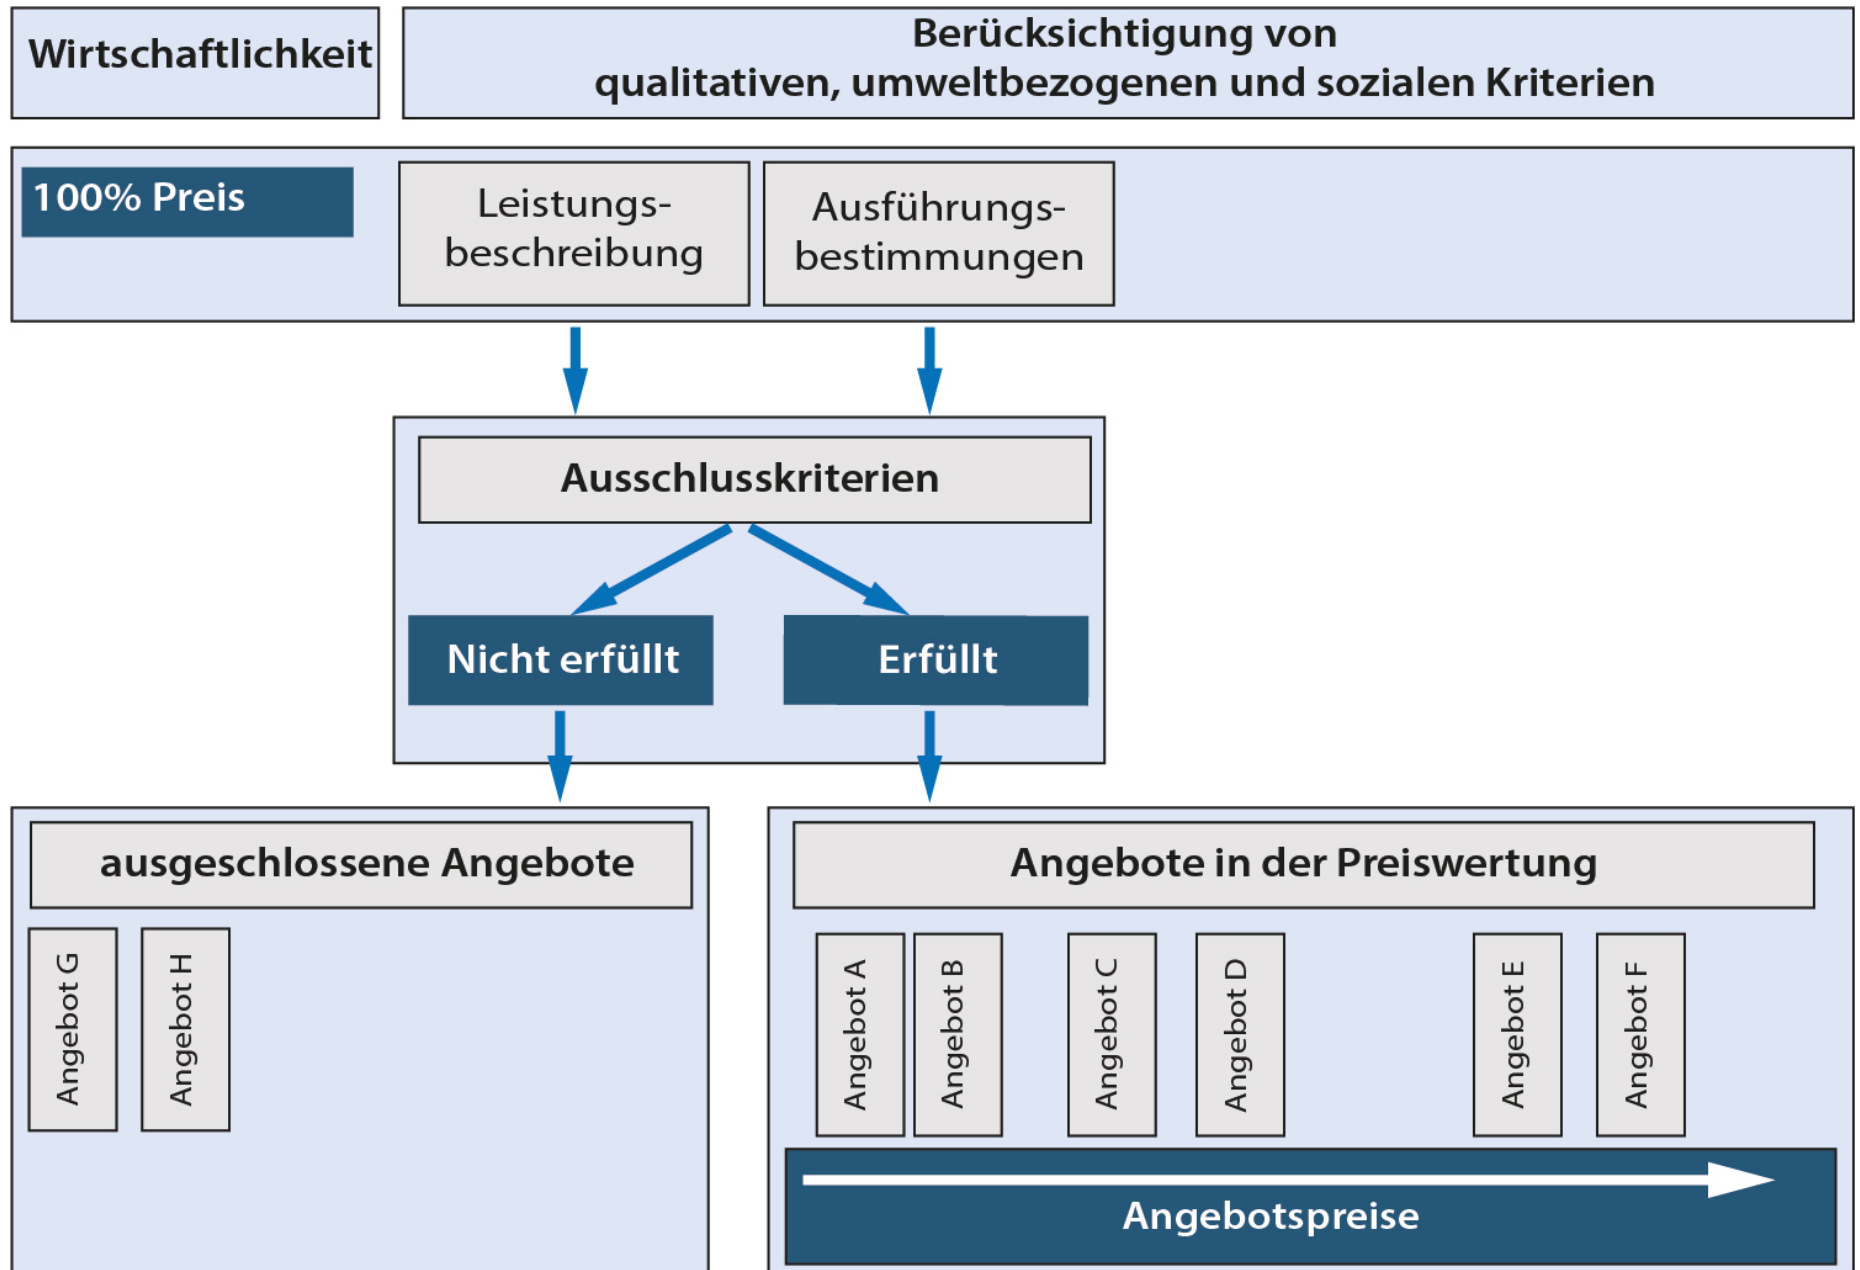 Wirtschaftlichkeit
Berücksichtigung von
qualitativen, umweltbezogenen und sozialen Kriterien
100% Preis
Leistungs-
beschreibung
Ausführungs-
bestimmungen
Ausschlusskriterien
Nicht erfüllt
Erfüllt
ausgeschlossene Angebote
Angebot G
Angebot H
Angebote in der Preiswertung
Angebot A
Angebot B
Angebot C
Angebot D
Angebot E
Angebot F
Angebotspreise